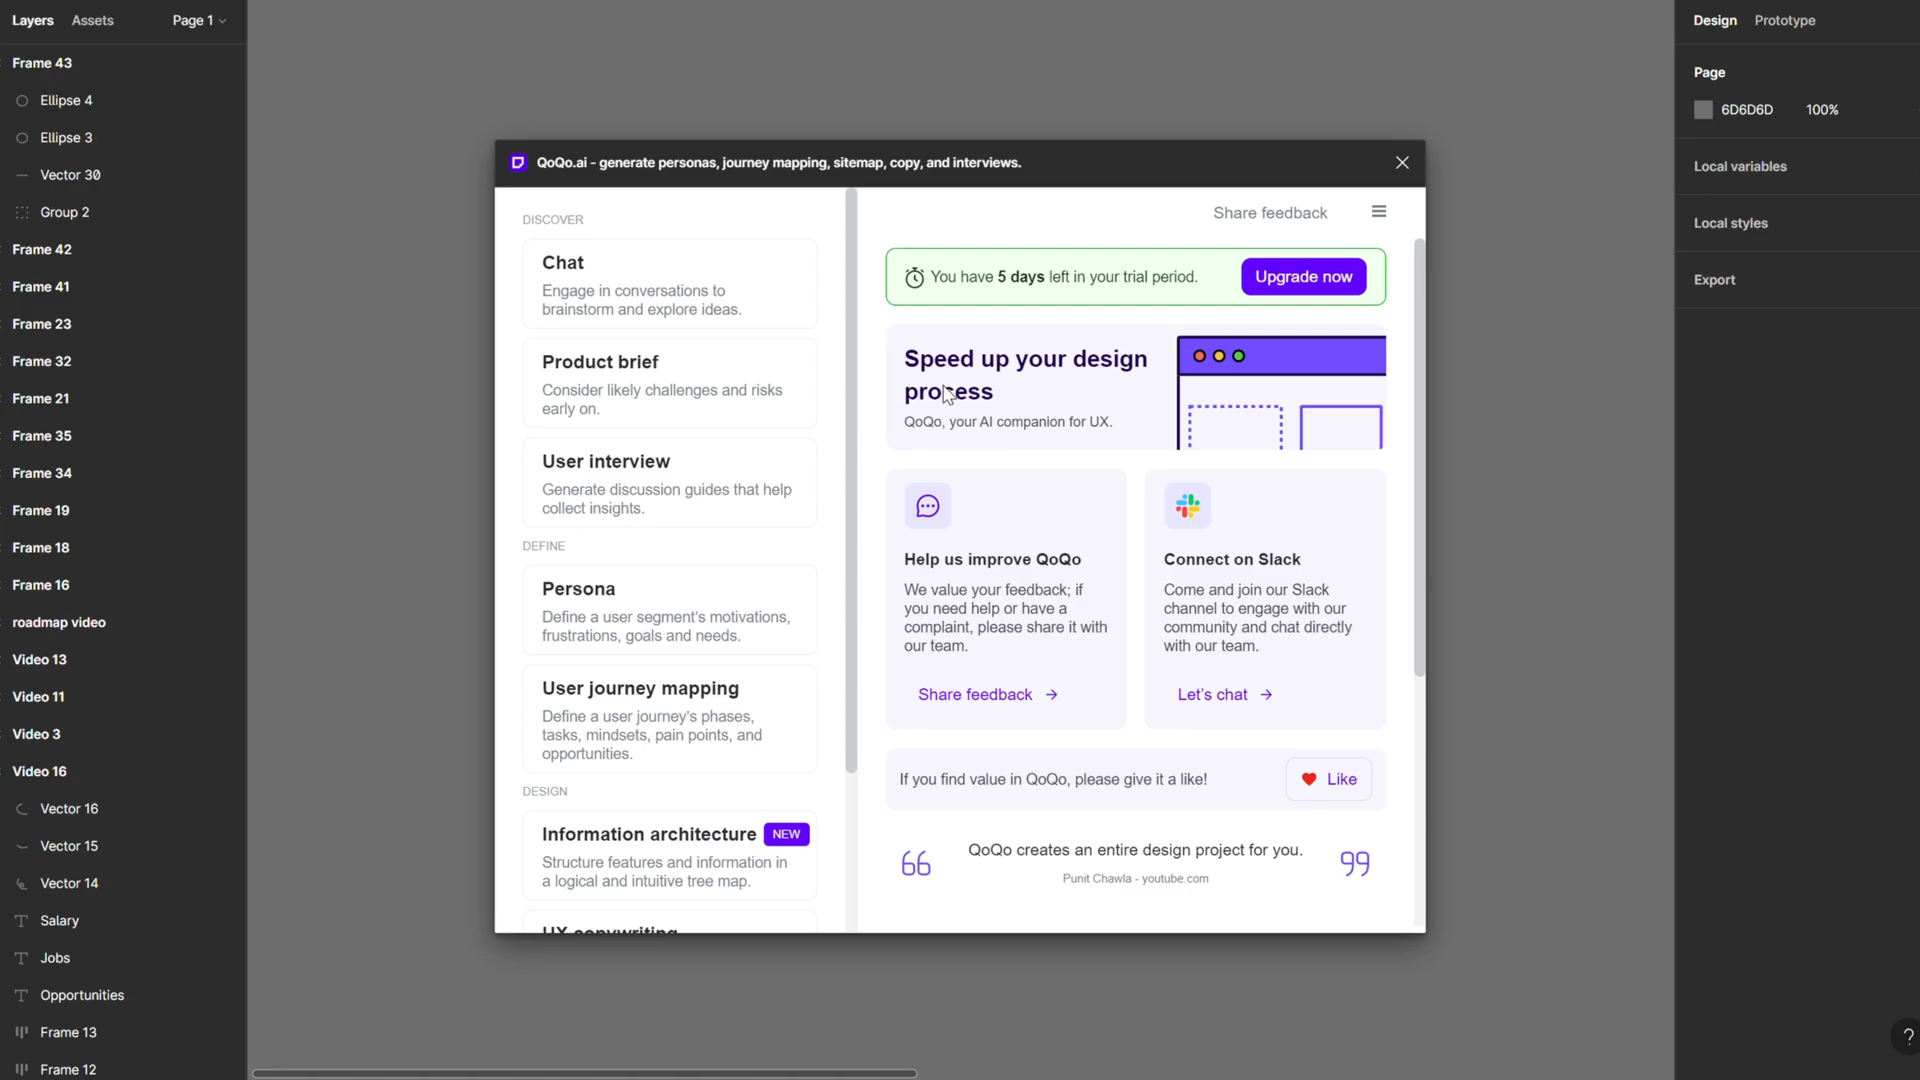 Layers Assets Page 1
Frame 43
Ellipse 4
Ellipse 3
Vector 30
Group 2
Frame 42
Frame 41
Frame 23
Frame 32
Frame 21
Frame 35
Frame 34
Frame 19
Frame 18
Frame 16
roadmap video
Video 13
Video 11
Video 3
Video 16
Vector 16
Vector 15
Vector 14
Salary
Jobs
Opportunities
Frame 13
Frame 12
QoQo.ai - generate personas, journey mapping, sitemap, copy, and interviews.
DISCOVER
Chat
Engage in conversations to
brainstorm and explore ideas.
Product brief
Consider likely challenges and risks
early on.
User interview
Generate discussion guides that help
collect insights.
DEFINE
Persona
Define a user segment's motivations,
frustrations, goals and needs.
User journey mapping
Define a user journey's phases,
tasks, mindsets, pain points, and
opportunities.
DESIGN
Information architecture NEW
Structure features and information in
a logical and intuitive tree map.
UX copywriting
Share feedback
You have 5 days left in your trial period. Upgrade now
Speed up your design
process
QoQo, your AI companion for UX.
Help us improve QoQo
We value your feedback; if
you need help or have a
complaint, please share it with
our team.
Share feedback →
Connect on Slack
Come and join our Slack
channel to engage with our
community and chat directly
with our team.
Let's chat →
If you find value in QoQo, please give it a like! Like
QoQo creates an entire design project for you.
Punit Chawla - youtube.com
Design Prototype
Page
6D6D6D 100%
Local variables
Local styles
Export
?